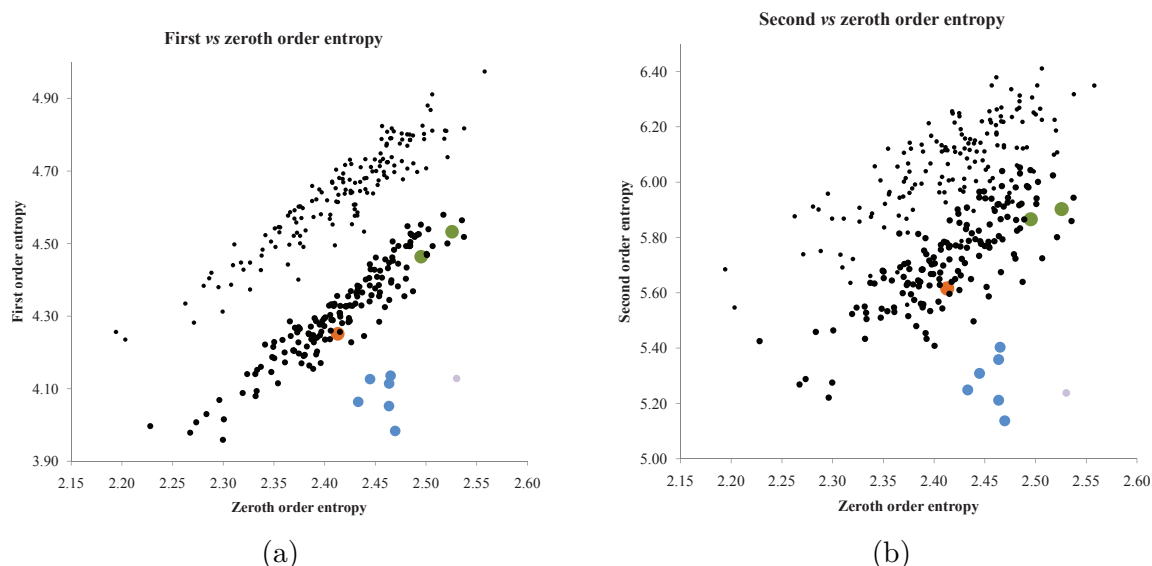 First vs zeroth order entropy
First order entropy
4.90
4.70
4.50
4.30
4.10
3.90
2.15 2.20 2.25 2.30 2.35 2.40 2.45 2.50 2.55 2.60
Zeroth order entropy
(a)
Second vs zeroth order entropy
Second order entropy
6.40
6.20
6.00
5.80
5.60
5.40
5.20
5.00
2.15 2.20 2.25 2.30 2.35 2.40 2.45 2.50 2.55 2.60
Zeroth order entropy
(b)